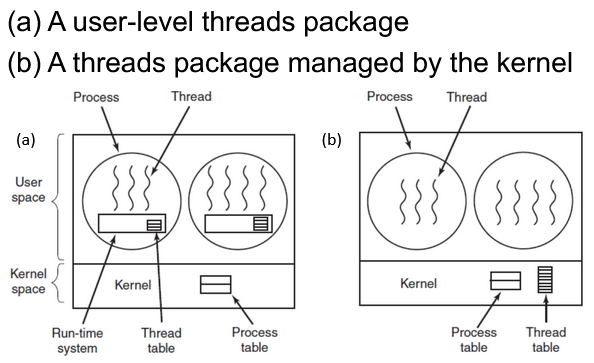 (a) A user-level threads package
(b) A threads package managed by the kernel
Process
Thread
(a)
User
space
Kernel
space
Kernel
Run-time
system
Thread
table
Process
table
Process
Thread
(b)
Kernel
Process
table
Thread
table